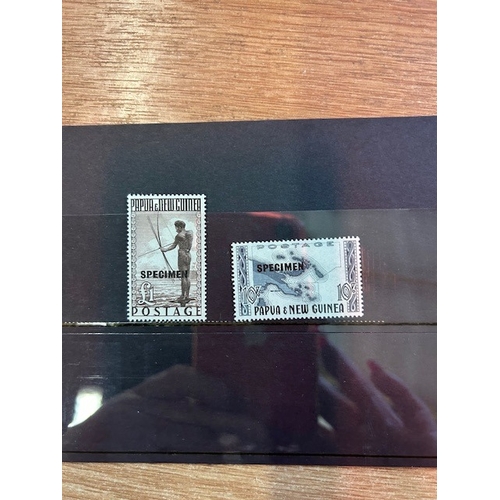 PAPUA & NEW GUINEA
SPECIMEN
£1
POSTAGE
POSTAGE
SPECIMEN
10/- 10/-
PAPUA & NEW GUINEA